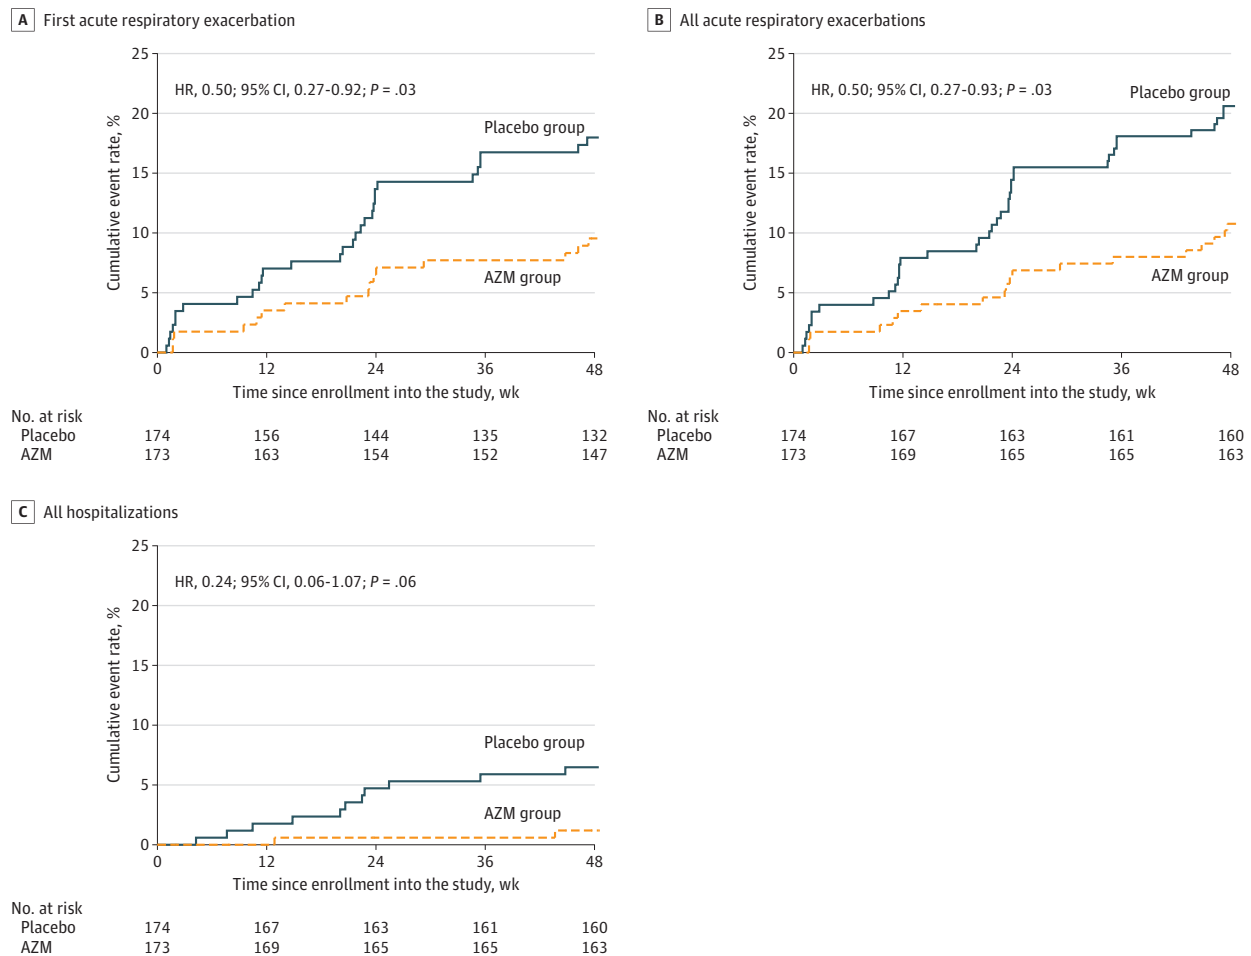 A First acute respiratory exacerbation
25
20
15
10
5
0
Cumulative event rate, %
HR, 0.50; 95% CI, 0.27-0.92; P = .03
Placebo group
AZM group
0 12 24 36 48
Time since enrollment into the study, wk
No. at risk
Placebo 174 156 144 135 132
AZM 173 163 154 152 147
B All acute respiratory exacerbations
25
20
15
10
5
0
Cumulative event rate, %
HR, 0.50; 95% CI, 0.27-0.93; P = .03
Placebo group
AZM group
0 12 24 36 48
Time since enrollment into the study, wk
No. at risk
Placebo 174 167 163 161 160
AZM 173 169 165 165 163
C All hospitalizations
25
20
15
10
5
0
Cumulative event rate, %
HR, 0.24; 95% CI, 0.06-1.07; P = .06
Placebo group
AZM group
0 12 24 36 48
Time since enrollment into the study, wk
No. at risk
Placebo 174 167 163 161 160
AZM 173 169 165 165 163